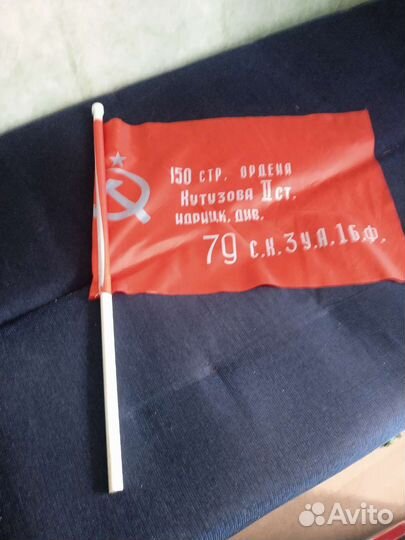 150 СТР. ОРДЕНА
КУТУЗОВА II СТ.
ИДРИЦК. ДИВ.
79 С.К. 3 У.А. 1 Б.Ф.
Avito